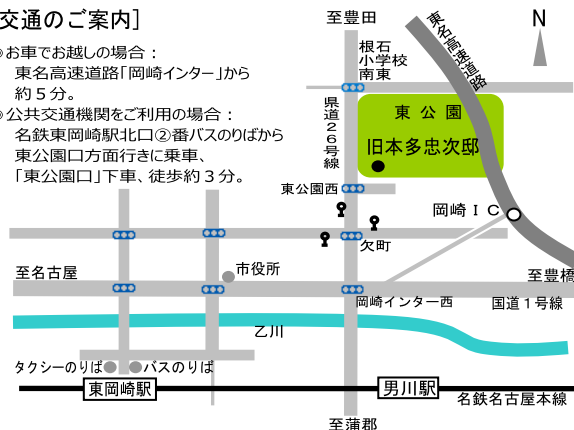 交通のご案内］
お車でお越しの場合：
東名高速道路「岡崎インター」から
約５分。
公共交通機関をご利用の場合：
名鉄東岡崎駅北口②番バスのりばから
東公園口方面行きに乗車、
「東公園口」下車、徒歩約３分。
至豊田
東名高速道路
N
根石
小学校
南東
県道２６号線
東公園
旧本多忠次邸
東公園西
岡崎ＩＣ
欠町
至名古屋
市役所
至豊橋
岡崎インター西
国道１号線
乙川
タクシーのりば
バスのりば
東岡崎駅
男川駅
名鉄名古屋本線
至蒲郡